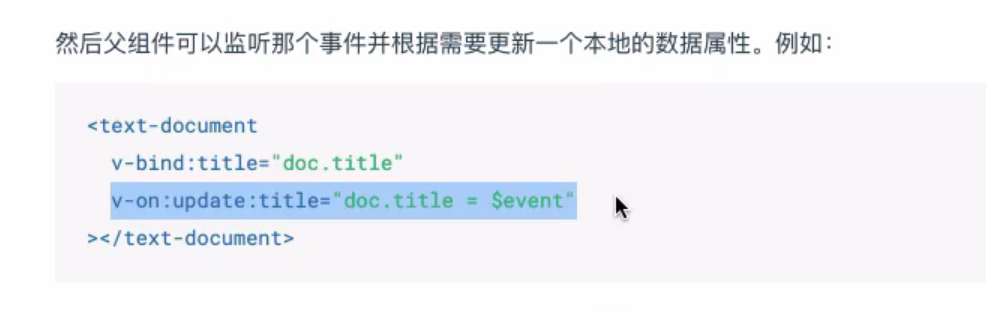 然后父组件可以监听那个事件并根据需要更新一个本地的数据属性。例如：
<text-document
v-bind:title="doc.title"
v-on:update:title="doc.title = $event"
></text-document>